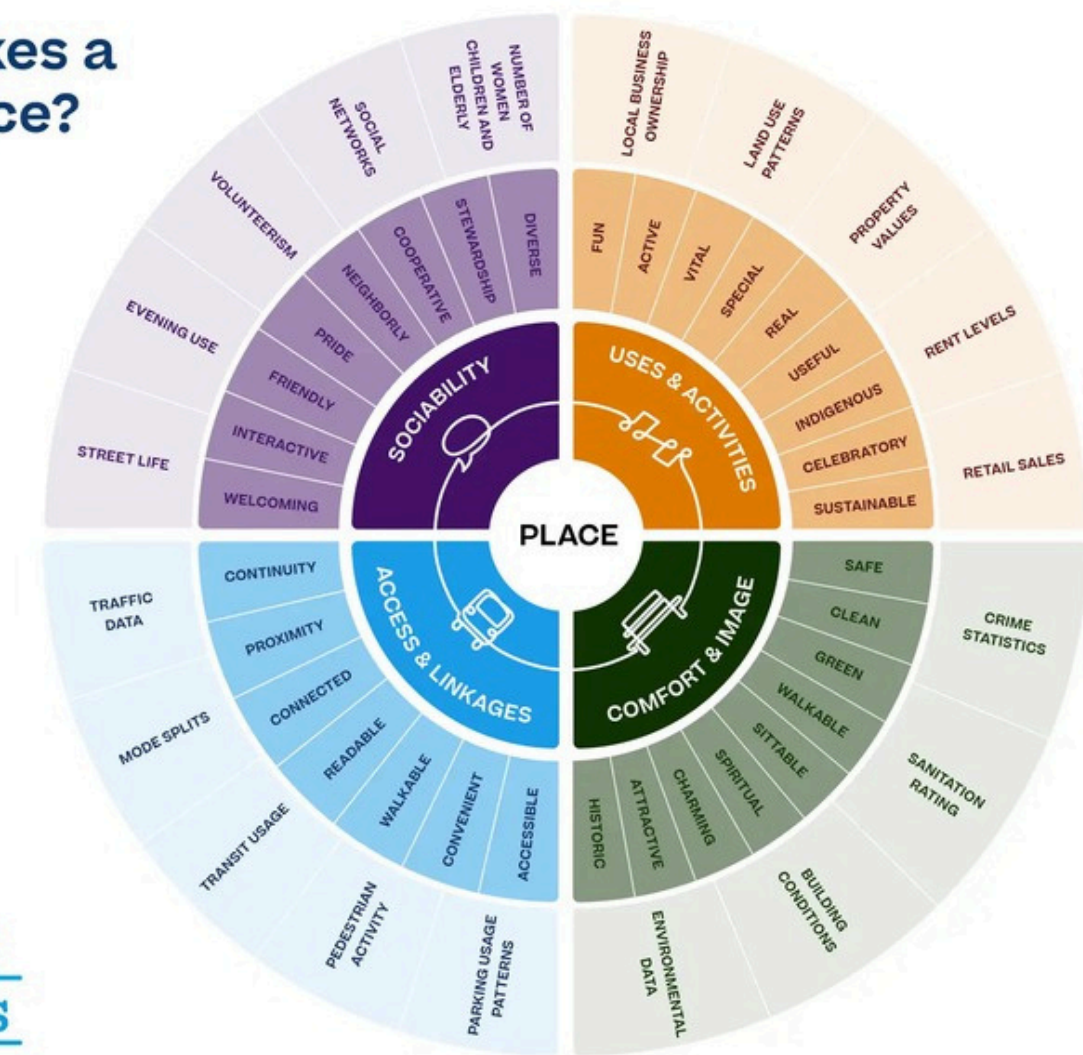 kes a
ce?
NUMBER OF
WOMEN
CHILDREN AND
ELDERLY
SOCIAL
NETWORKS
VOLUNTEERISM
EVENING USE
STREET LIFE
DIVERSE
STEWARDSHIP
COOPERATIVE
NEIGHBORLY
PRIDE
FRIENDLY
INTERACTIVE
WELCOMING
SOCIABILITY
LOCAL BUSINESS
OWNERSHIP
LAND USE
PATTERNS
PROPERTY
VALUES
RENT LEVELS
RETAIL SALES
FUN
ACTIVE
VITAL
SPECIAL
REAL
USEFUL
INDIGENOUS
CELEBRATORY
SUSTAINABLE
USES & ACTIVITIES
PLACE
ACCESS & LINKAGES
CONTINUITY
PROXIMITY
CONNECTED
READABLE
WALKABLE
CONVENIENT
ACCESSIBLE
TRAFFIC
DATA
MODE SPLITS
TRANSIT USAGE
PEDESTRIAN
ACTIVITY
PARKING USAGE
PATTERNS
COMFORT & IMAGE
SAFE
CLEAN
GREEN
WALKABLE
SITTABLE
SPIRITUAL
CHARMING
ATTRACTIVE
HISTORIC
CRIME
STATISTICS
SANITATION
RATING
BUILDING
CONDITIONS
ENVIRONMENTAL
DATA
s